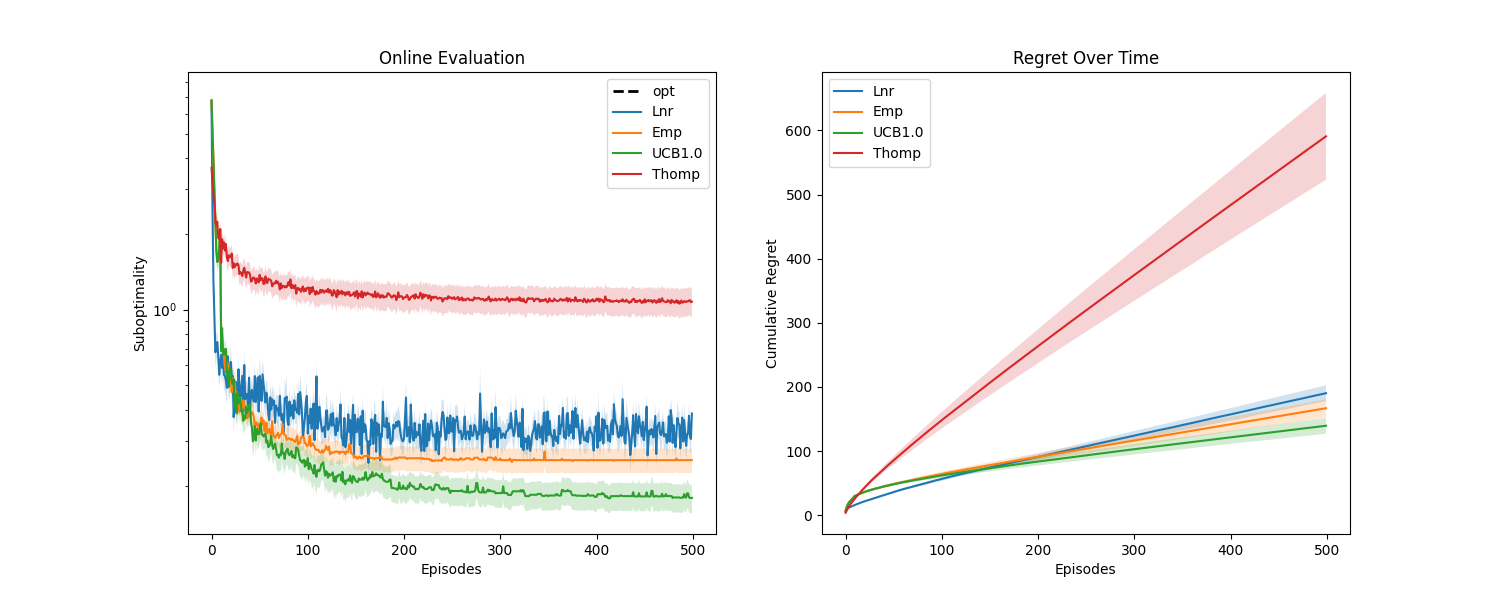 Online Evaluation
Suboptimality
10⁰
opt
Lnr
Emp
UCB1.0
Thomp
0 100 200 300 400 500
Episodes
Regret Over Time
Cumulative Regret
600
500
400
300
200
100
0
Lnr
Emp
UCB1.0
Thomp
0 100 200 300 400 500
Episodes